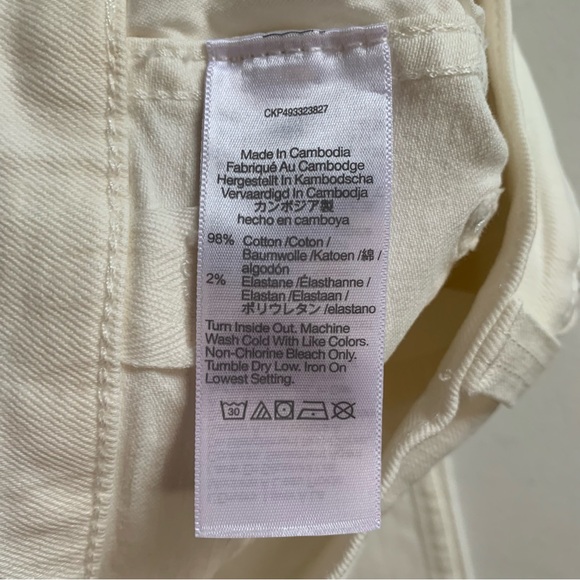 CKP493323827
Made In Cambodia
Fabriqué Au Cambodge
Hergestellt In Kambodscha
Vervaardigd In Cambodja
カンボジア製
hecho en camboya
98% Cotton /Coton /
Baumwolle /Katoen /綿 /
algodón
2% Elastane /Élasthanne /
Elastan /Elastaan /
ポリウレタン /elastano
Turn Inside Out. Machine
Wash Cold With Like Colors.
Non-Chlorine Bleach Only.
Tumble Dry Low. Iron On
Lowest Setting.
30